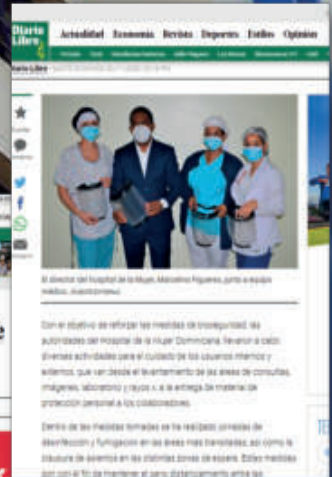 Diario
Libre
Actualidad Economía Revista Deportes Estilos Opinión
Diario Libre
El director del hospital de la Mujer, Marcelino Figueroa, junto a equipo
médico.
Con el objetivo de reforzar las medidas de bioseguridad, las
autoridades del Hospital de la Mujer Dominicana, llevaron a cabo
diversas actividades para el cuidado de los usuarios internos y
externos, que van desde el levantamiento de las áreas de consultas,
imágenes, laboratorio y rayos x, a la entrega de material de
protección personal a los colaboradores.
Dentro de las medidas tomadas se ha realizado jornadas de
desinfección y fumigación en las áreas más transitadas, así como la
clausura de asientos en las distintas zonas de espera. Estas medidas
son con el fin de mantener el sano distanciamiento entre las